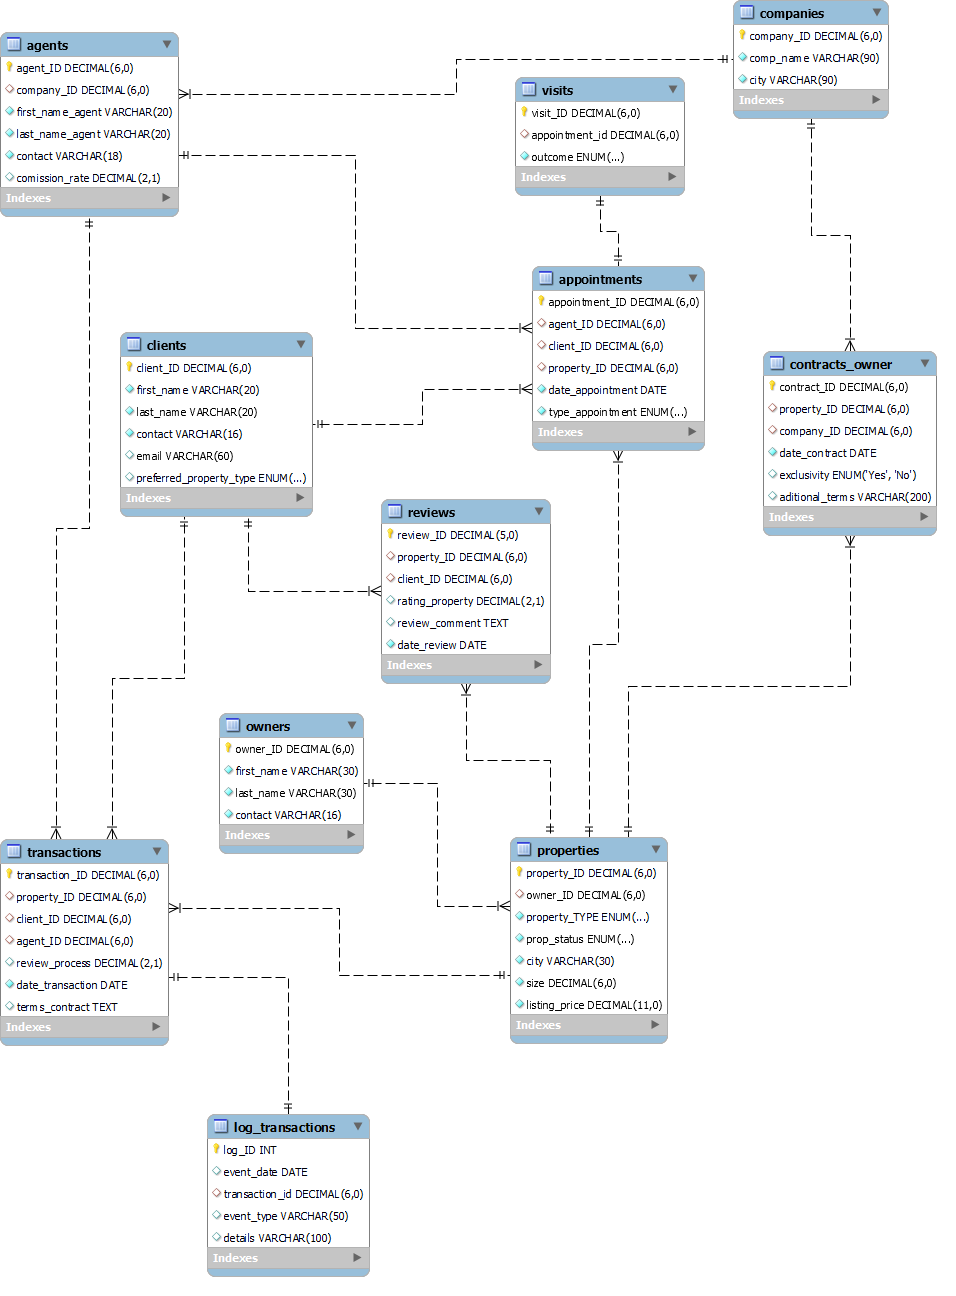 companies
company_ID DECIMAL(6,0)
comp_name VARCHAR(90)
city VARCHAR(90)
Indexes
agents
agent_ID DECIMAL(6,0)
company_ID DECIMAL(6,0)
first_name_agent VARCHAR(20)
last_name_agent VARCHAR(20)
contact VARCHAR(18)
comission_rate DECIMAL(2,1)
Indexes
visits
visit_ID DECIMAL(6,0)
appointment_id DECIMAL(6,0)
outcome ENUM(...)
Indexes
appointments
appointment_ID DECIMAL(6,0)
agent_ID DECIMAL(6,0)
client_ID DECIMAL(6,0)
property_ID DECIMAL(6,0)
date_appointment DATE
type_appointment ENUM(...)
Indexes
clients
client_ID DECIMAL(6,0)
first_name VARCHAR(20)
last_name VARCHAR(20)
contact VARCHAR(16)
email VARCHAR(60)
preferred_property_type ENUM(...)
Indexes
contracts_owner
contract_ID DECIMAL(6,0)
property_ID DECIMAL(6,0)
company_ID DECIMAL(6,0)
date_contract DATE
exclusivity ENUM('Yes', 'No')
aditional_terms VARCHAR(200)
Indexes
reviews
review_ID DECIMAL(5,0)
property_ID DECIMAL(6,0)
client_ID DECIMAL(6,0)
rating_property DECIMAL(2,1)
review_comment TEXT
date_review DATE
Indexes
owners
owner_ID DECIMAL(6,0)
first_name VARCHAR(30)
last_name VARCHAR(30)
contact VARCHAR(16)
Indexes
transactions
transaction_ID DECIMAL(6,0)
property_ID DECIMAL(6,0)
client_ID DECIMAL(6,0)
agent_ID DECIMAL(6,0)
review_process DECIMAL(2,1)
date_transaction DATE
terms_contract TEXT
Indexes
properties
property_ID DECIMAL(6,0)
owner_ID DECIMAL(6,0)
property_TYPE ENUM(...)
prop_status ENUM(...)
city VARCHAR(30)
size DECIMAL(6,0)
listing_price DECIMAL(11,0)
Indexes
log_transactions
log_ID INT
event_date DATE
transaction_id DECIMAL(6,0)
event_type VARCHAR(50)
details VARCHAR(100)
Indexes